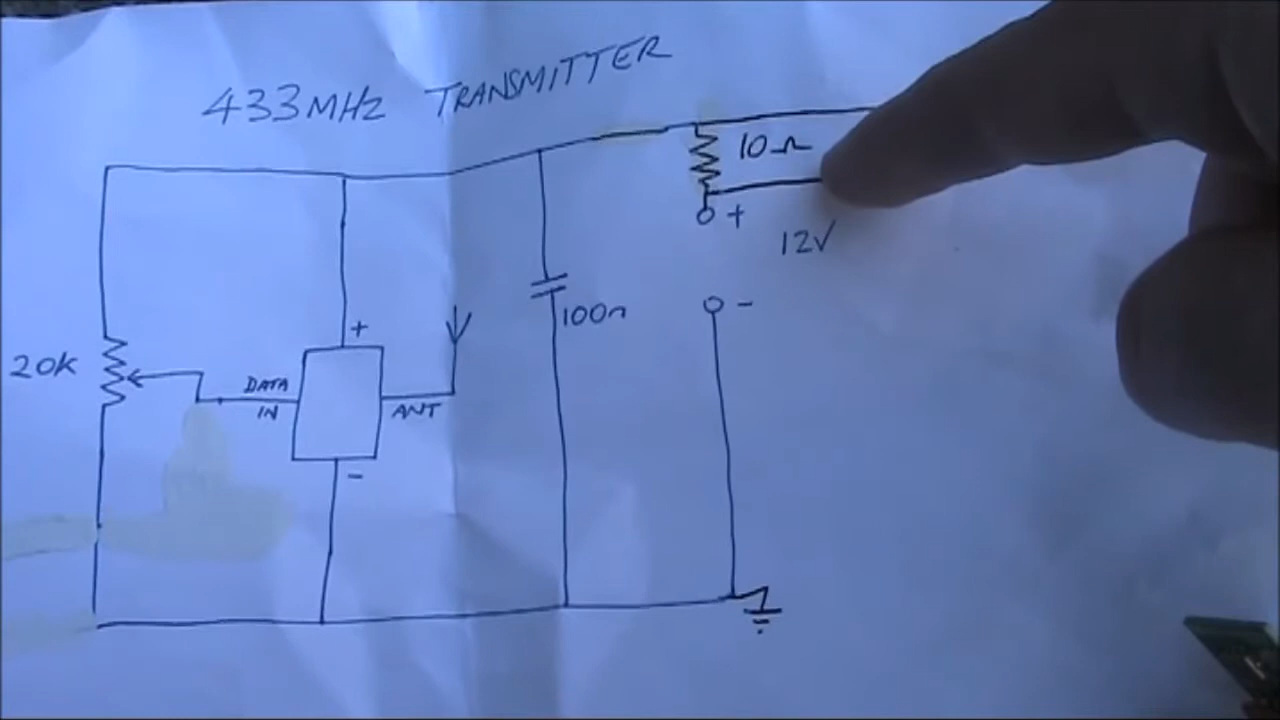 433MHz TRANSMITTER
10Ω
+
12V
-
100n
+
20K
DATA
IN
ANT
-